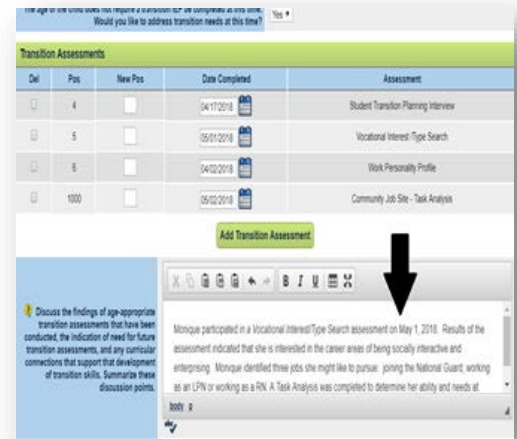 The age of the child does not require a transition IEP be completed at this time.
Would you like to address transition needs at this time?
Yes
Transition Assessments
Del Pos New Pos Date Completed Assessment
4 04/17/2018 Student Transition Planning Interview
5 05/01/2018 Vocational Interest /Type Search
6 04/02/2018 Work Personality Profile
1000 05/02/2018 Community Job Site - Task Analysis
Add Transition Assessment
B I U
Discuss the findings of age-appropriate
transition assessments that have been
conducted, the indication of need for future
transition assessments, and any curricular
connections that support that development
of transition skills. Summarize these
discussion points.
Monique participated in a Vocational Interest/Type Search assessment on May 1, 2018. Results of the
assessment indicated that she is interested in the career areas of being socially interactive and
enterprising. Monique identified three jobs she might like to pursue: joining the National Guard, working
as an LPN or working as a RN. A Task Analysis was completed to determine her ability and needs at
body p